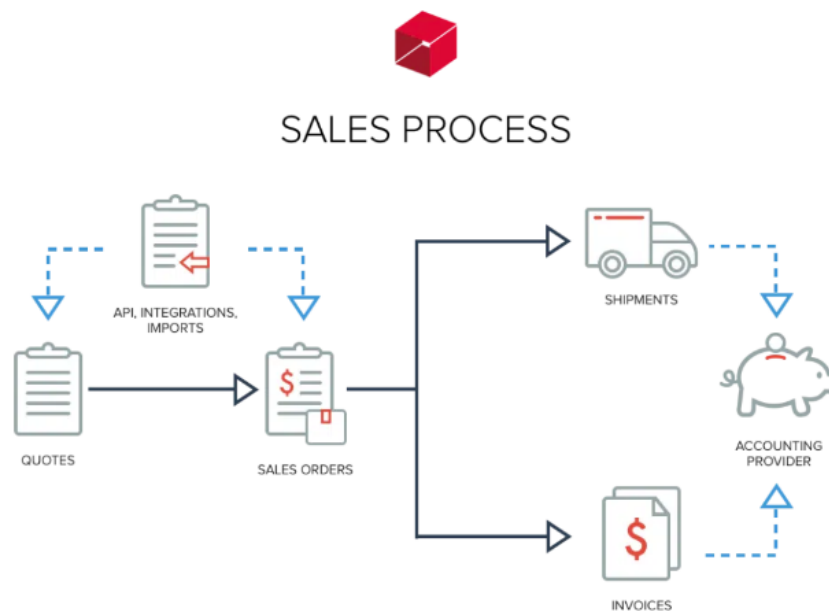 SALES PROCESS
API, INTEGRATIONS,
IMPORTS
SHIPMENTS
$
QUOTES
SALES ORDERS
ACCOUNTING
PROVIDER
$
INVOICES